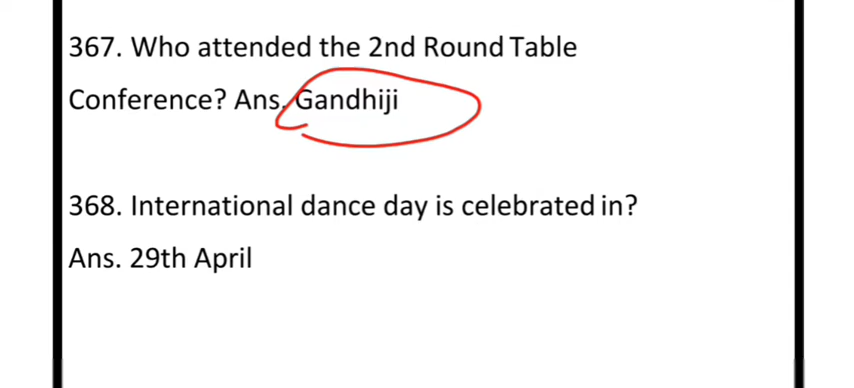 367. Who attended the 2nd Round Table
Conference? Ans. Gandhiji
368. International dance day is celebrated in?
Ans. 29th April